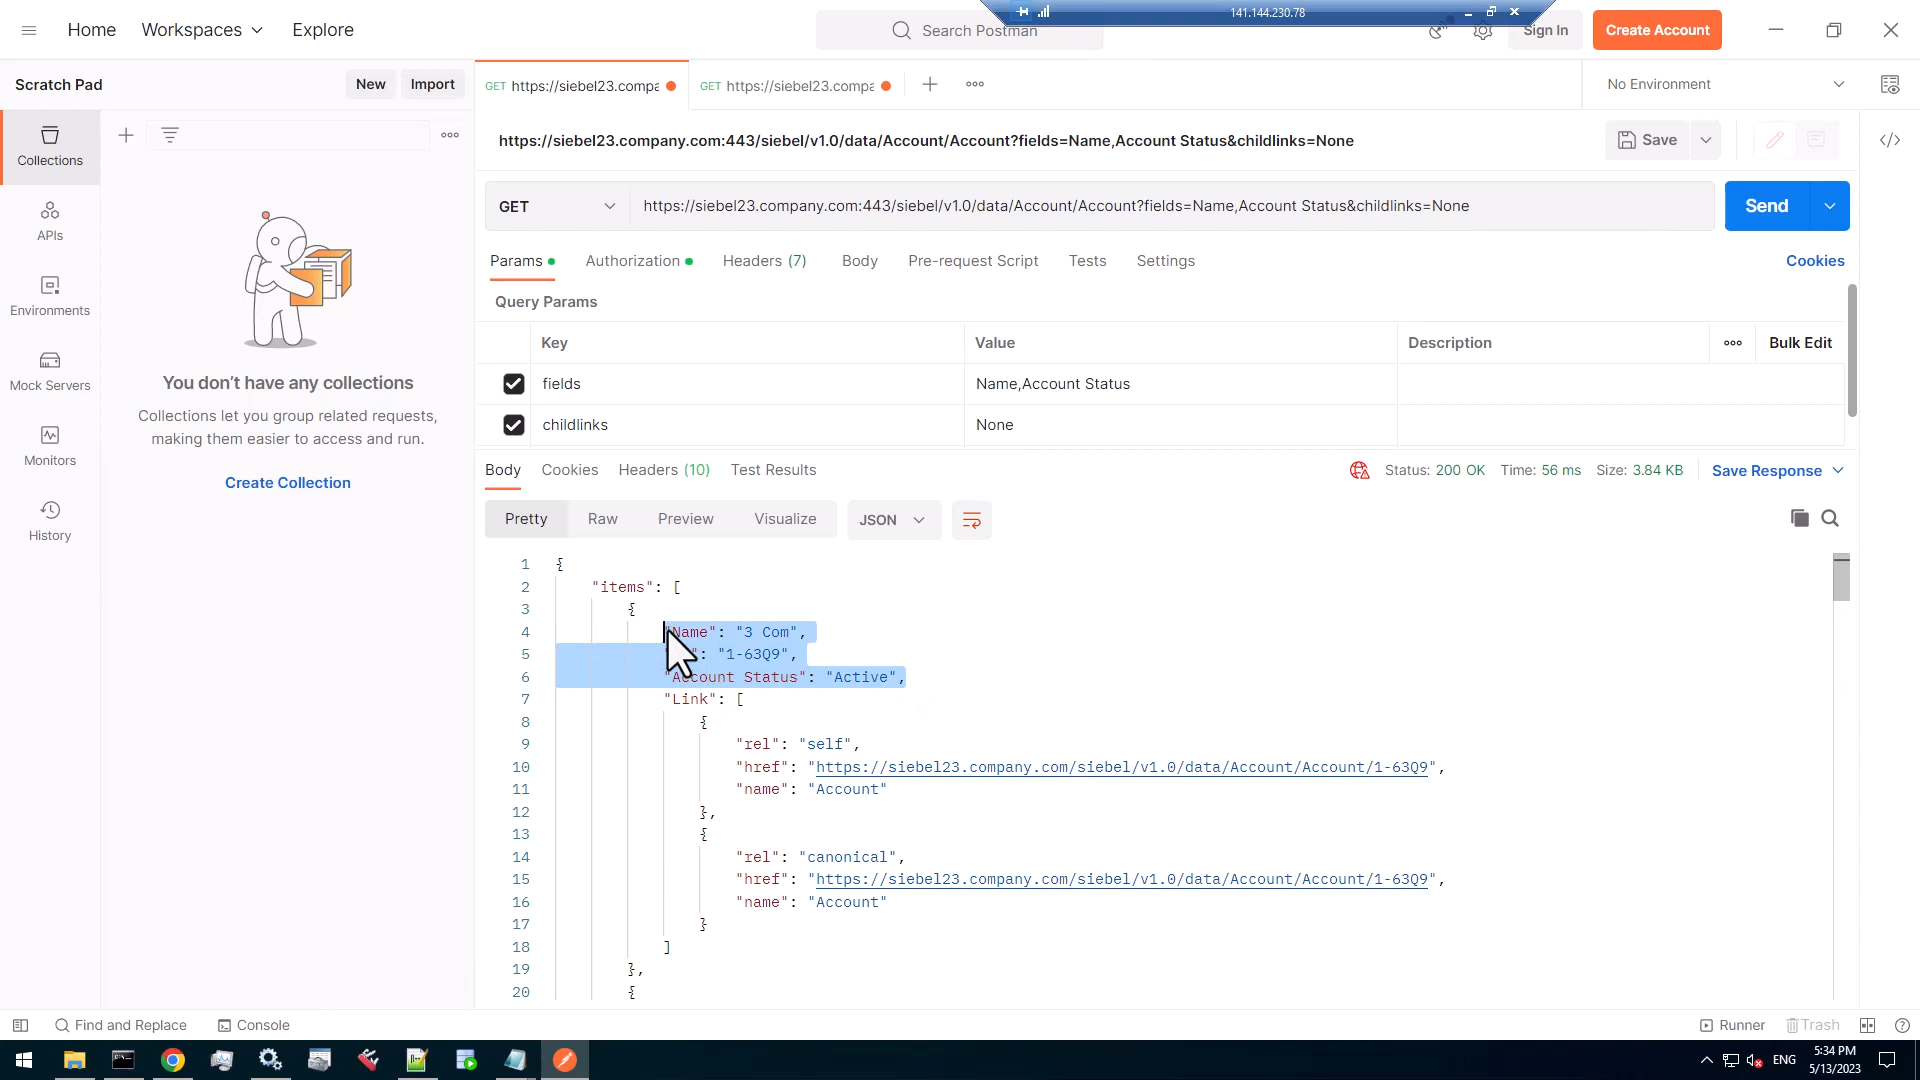 141.144.230.78
Home Workspaces Explore Search Postman Sign In Create Account
Scratch Pad New Import GET https://siebel23.compa GET https://siebel23.compa No Environment
Collections
https://siebel23.company.com:443/siebel/v1.0/data/Account/Account?fields=Name,Account Status&childlinks=None Save
GET https://siebel23.company.com:443/siebel/v1.0/data/Account/Account?fields=Name,Account Status&childlinks=None Send
APIs
Params Authorization Headers (7) Body Pre-request Script Tests Settings Cookies
Environments
Query Params
Key Value Description Bulk Edit
Mock Servers
fields Name,Account Status
You don't have any collections
Collections let you group related requests,
making them easier to access and run.
childlinks None
Monitors
Create Collection
Body Cookies Headers (10) Test Results Status: 200 OK Time: 56 ms Size: 3.84 KB Save Response
History
Pretty Raw Preview Visualize JSON
1 {
2 "items": [
3 {
4 "Name": "3 Com",
5 : "1-63Q9",
6 "Account Status": "Active",
7 "Link": [
8 {
9 "rel": "self",
10 "href": "https://siebel23.company.com/siebel/v1.0/data/Account/Account/1-63Q9",
11 "name": "Account"
12 },
13 {
14 "rel": "canonical",
15 "href": "https://siebel23.company.com/siebel/v1.0/data/Account/Account/1-63Q9",
16 "name": "Account"
17 }
18 ]
19 },
20 {
Find and Replace Console Runner Trash
ENG 5:34 PM
5/13/2023